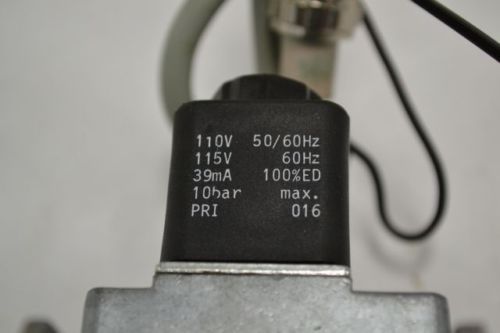 110V 50/60Hz
115V 60Hz
39mA 100%ED
10bar max.
PRI 016